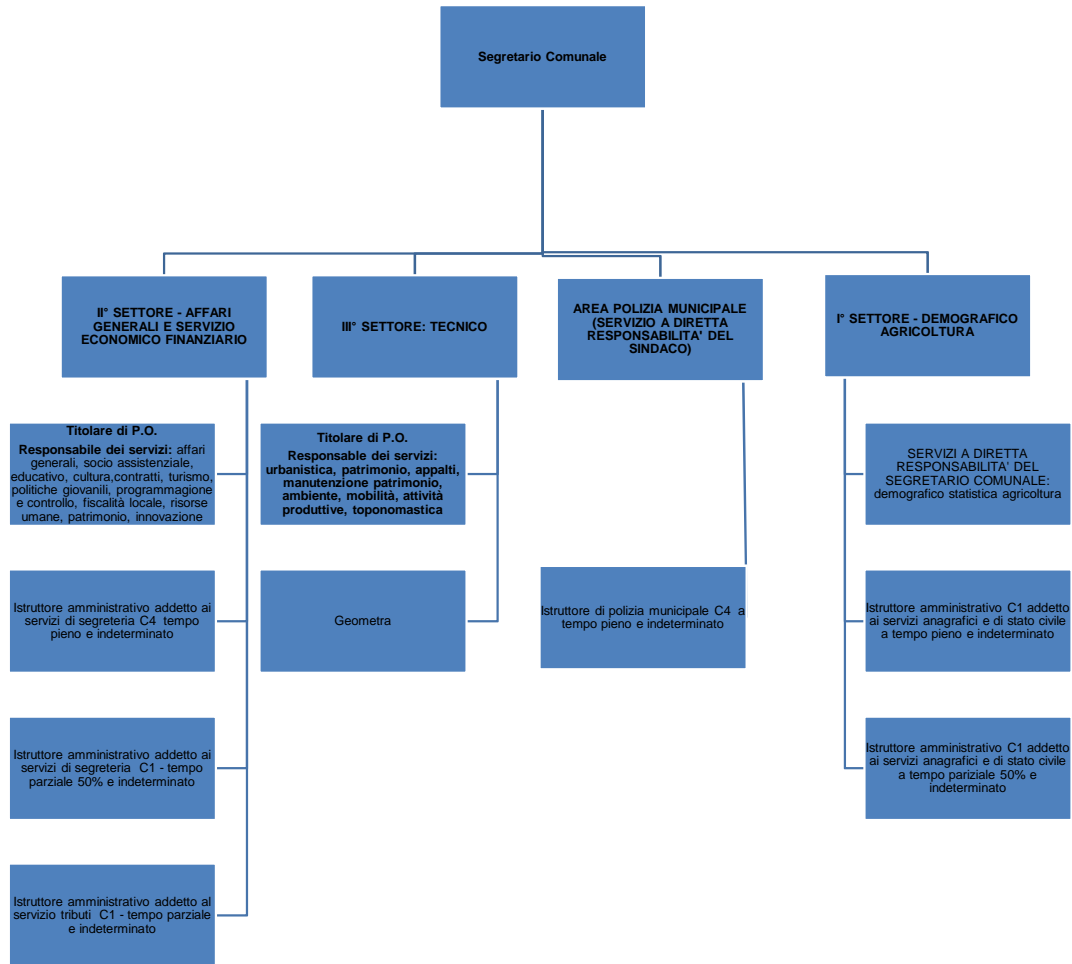 Segretario Comunale
II° SETTORE - AFFARI
GENERALI E SERVIZIO
ECONOMICO FINANZIARIO
III° SETTORE: TECNICO
AREA POLIZIA MUNICIPALE
(SERVIZIO A DIRETTA
RESPONSABILITA' DEL
SINDACO)
I° SETTORE - DEMOGRAFICO
AGRICOLTURA
Titolare di P.O.
Responsabile dei servizi: affari
generali, socio assistenziale,
educativo, cultura,contratti, turismo,
politiche giovanili, programmagione
e controllo, fiscalità locale, risorse
umane, patrimonio, innovazione
Titolare di P.O.
Responsable dei servizi:
urbanistica, patrimonio, appalti,
manutenzione patrimonio,
ambiente, mobilità, attività
produttive, toponomastica
SERVIZI A DIRETTA
RESPONSABILITA' DEL
SEGRETARIO COMUNALE:
demografico statistica agricoltura
Istruttore amministrativo addetto ai
servizi di segreteria C4 tempo
pieno e indeterminato
Geometra
Istruttore di polizia municipale C4 a
tempo pieno e indeterminato
Istruttore amministrativo C1 addetto
ai servizi anagrafici e di stato civile
a tempo pieno e indeterminato
Istruttore amministrativo addetto ai
servizi di segreteria C1 - tempo
parziale 50% e indeterminato
Istruttore amministrativo C1 addetto
ai servizi anagrafici e di stato civile
a tempo pariziale 50% e
indeterminato
Istruttore amministrativo addetto al
servizio tributi C1 - tempo parziale
e indeterminato